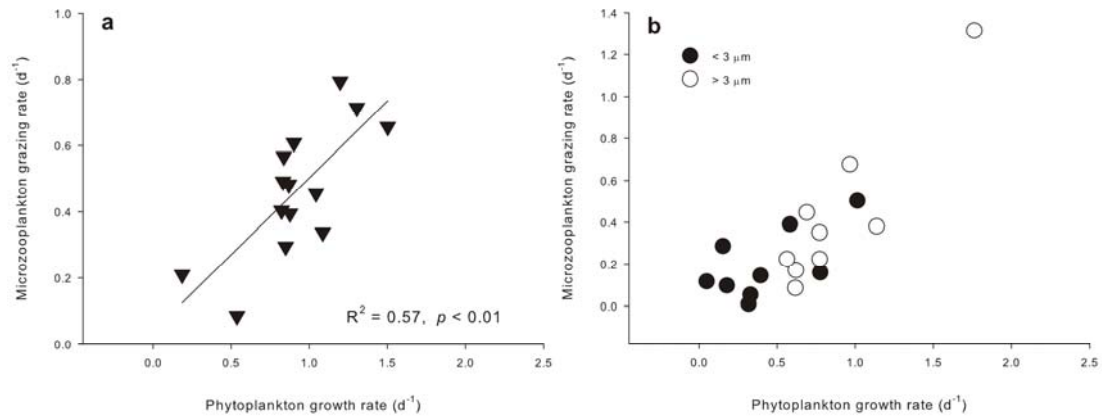 a
1.0
0.8
0.6
0.4
0.2
0.0
Microzooplankton grazing rate (d-1)
R2 = 0.57, p < 0.01
0.0 0.5 1.0 1.5 2.0 2.5
Phytoplankton growth rate (d-1)
b
< 3 µm
> 3 µm
1.4
1.2
1.0
0.8
0.6
0.4
0.2
0.0
Microzooplankton grazing rate (d-1)
0.0 0.5 1.0 1.5 2.0 2.5
Phytoplankton growth rate (d-1)